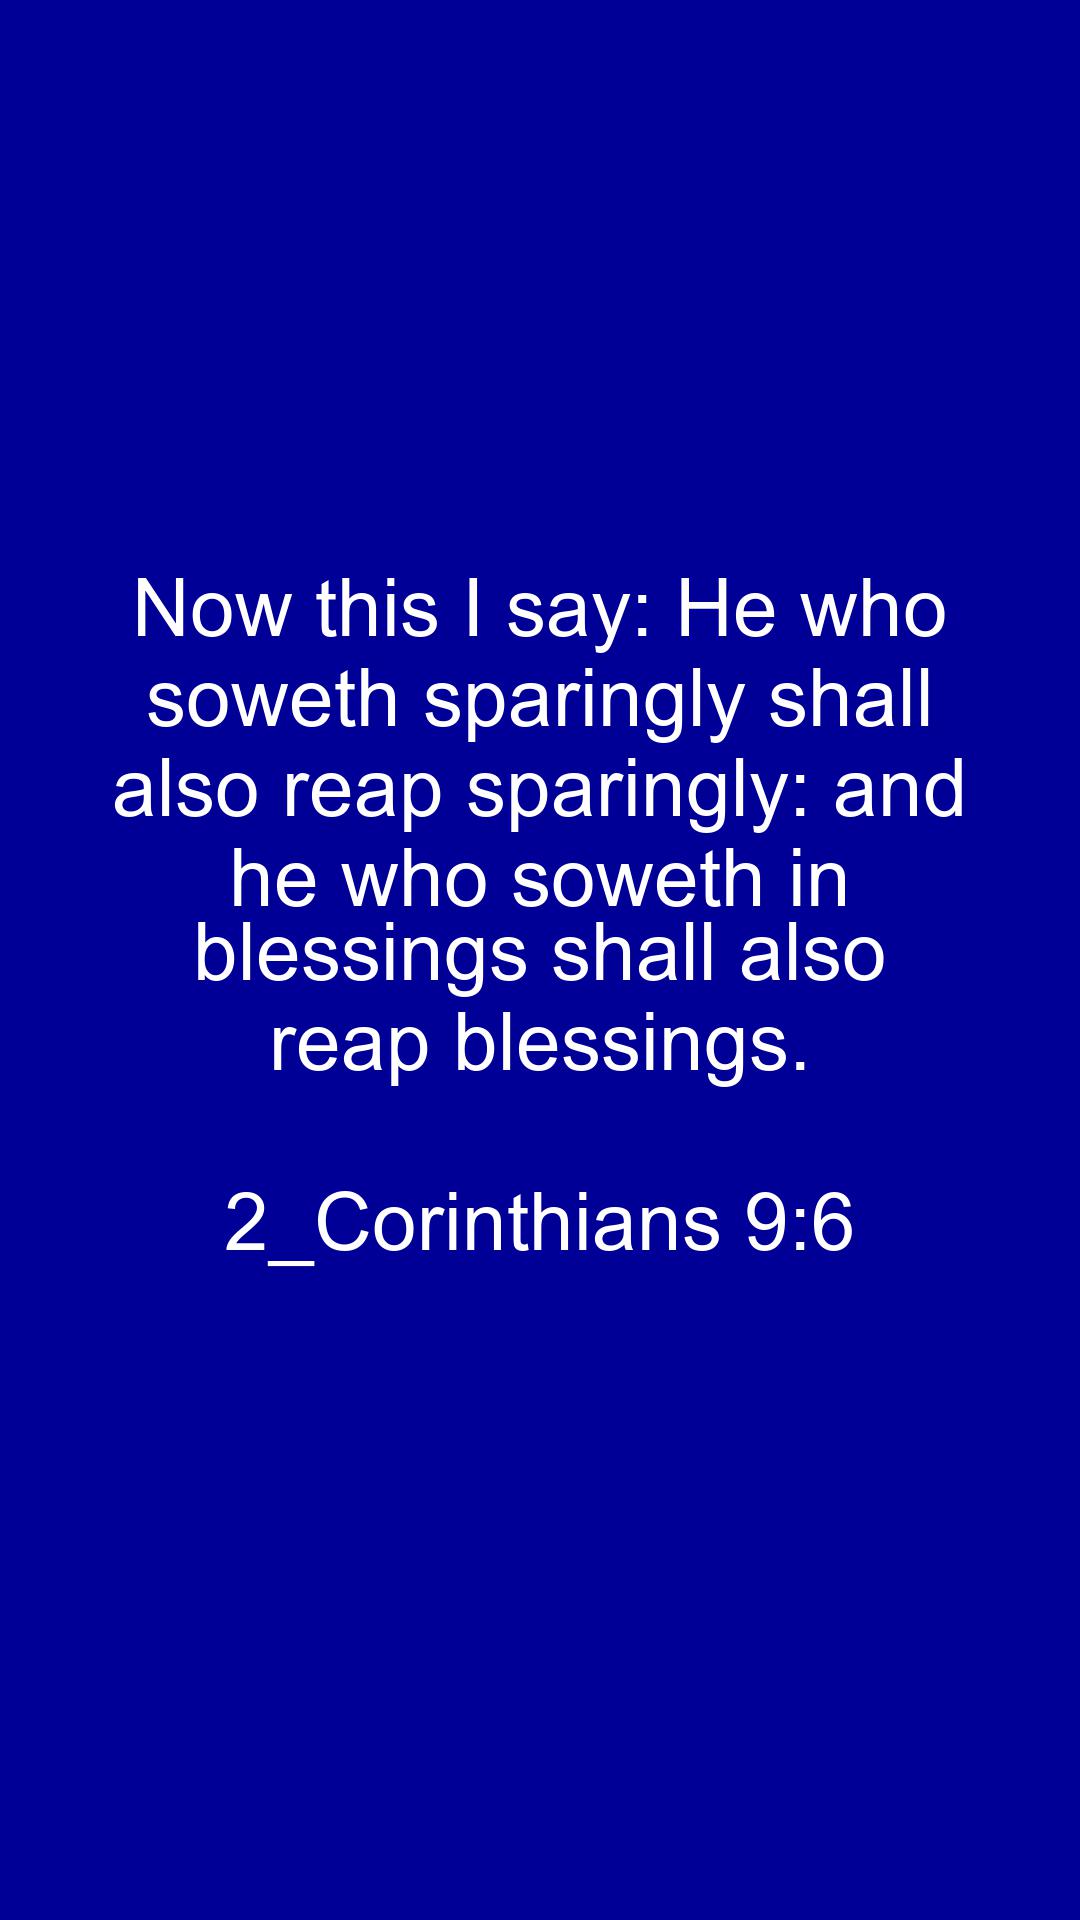 Now this I say: He who
soweth sparingly shall
also reap sparingly: and
he who soweth in
blessings shall also
reap blessings.
2_Corinthians 9:6